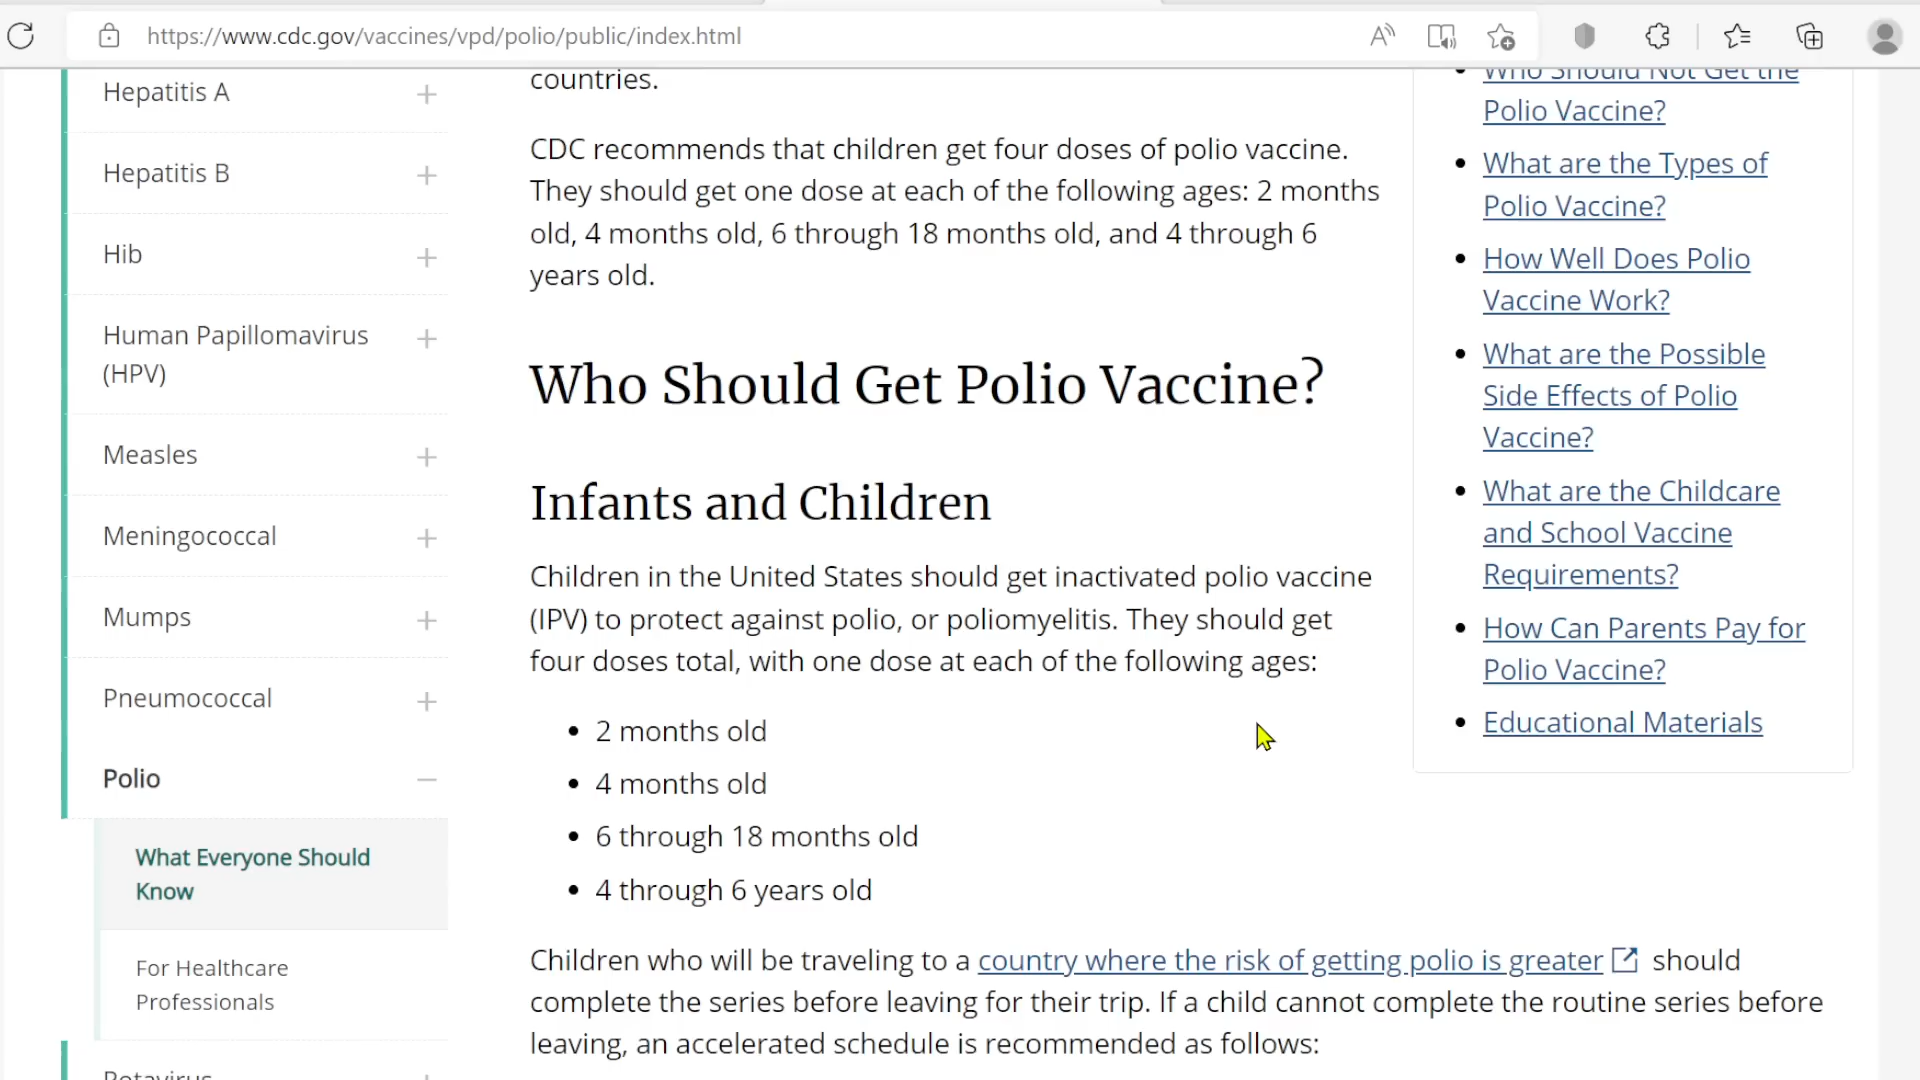 https://www.cdc.gov/vaccines/vpd/polio/public/index.html
Hepatitis A
Hepatitis B
Hib
Human Papillomavirus
(HPV)
Measles
Meningococcal
Mumps
Pneumococcal
Polio
What Everyone Should
Know
For Healthcare
Professionals
Rotavirus
countries.
CDC recommends that children get four doses of polio vaccine.
They should get one dose at each of the following ages: 2 months
old, 4 months old, 6 through 18 months old, and 4 through 6
years old.
Who Should Get Polio Vaccine?
Infants and Children
Children in the United States should get inactivated polio vaccine
(IPV) to protect against polio, or poliomyelitis. They should get
four doses total, with one dose at each of the following ages:
• 2 months old
• 4 months old
• 6 through 18 months old
• 4 through 6 years old
Children who will be traveling to a country where the risk of getting polio is greater should
complete the series before leaving for their trip. If a child cannot complete the routine series before
leaving, an accelerated schedule is recommended as follows:
• Who Should Not Get the
Polio Vaccine?
• What are the Types of
Polio Vaccine?
• How Well Does Polio
Vaccine Work?
• What are the Possible
Side Effects of Polio
Vaccine?
• What are the Childcare
and School Vaccine
Requirements?
• How Can Parents Pay for
Polio Vaccine?
• Educational Materials